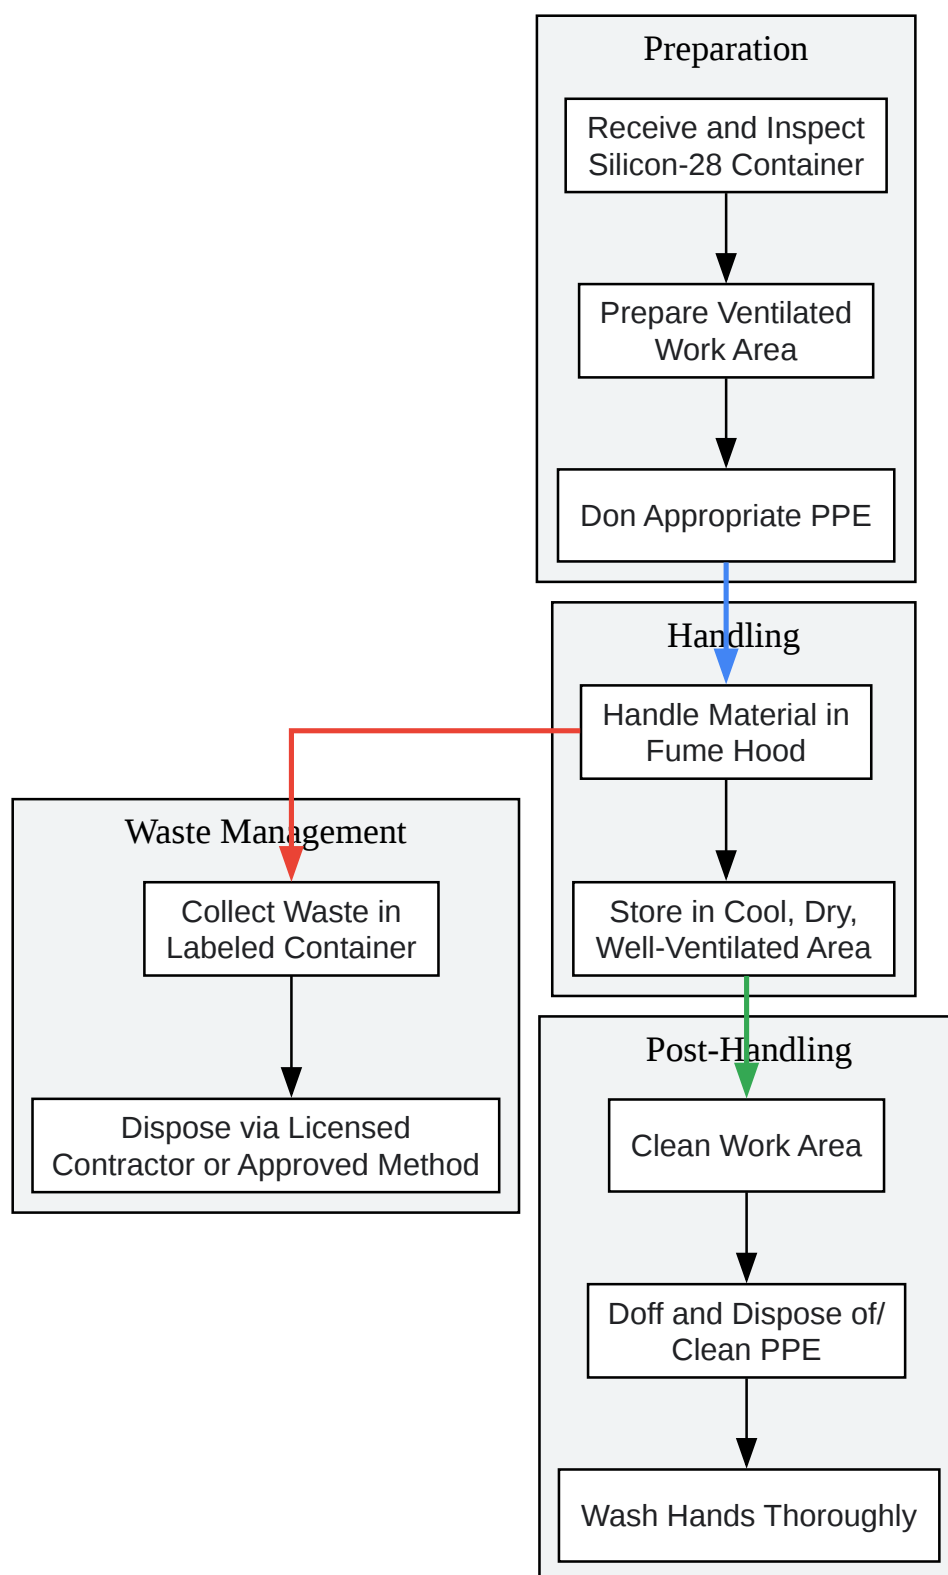 Preparation
Receive and Inspect
Silicon-28 Container
Prepare Ventilated
Work Area
Don Appropriate PPE
Handling
Handle Material in
Fume Hood
Store in Cool, Dry,
Well-Ventilated Area
Waste Management
Collect Waste in
Labeled Container
Dispose via Licensed
Contractor or Approved Method
Post-Handling
Clean Work Area
Doff and Dispose of/
Clean PPE
Wash Hands Thoroughly